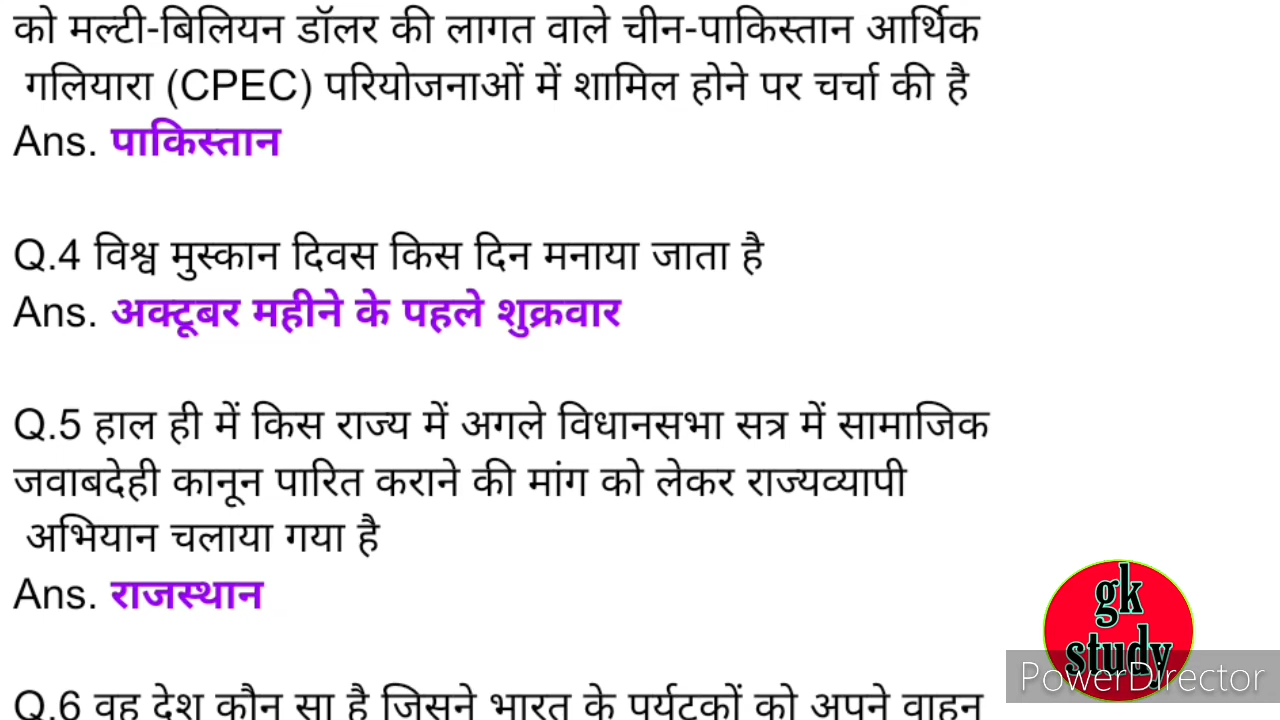 को मल्टी-बिलियन डॉलर की लागत वाले चीन-पाकिस्तान आर्थिक
गलियारा (CPEC) परियोजनाओं में शामिल होने पर चर्चा की है
Ans. पाकिस्तान
Q.4 विश्व मुस्कान दिवस किस दिन मनाया जाता है
Ans. अक्टूबर महीने के पहले शुक्रवार
Q.5 हाल ही में किस राज्य में अगले विधानसभा सत्र में सामाजिक
जवाबदेही कानून पारित कराने की मांग को लेकर राज्यव्यापी
अभियान चलाया गया है
Ans. राजस्थान
Q.6 वह देश कौन सा है जिसने भारत के पर्यटकों को अपने वाहन
gk
study
PowerDirector